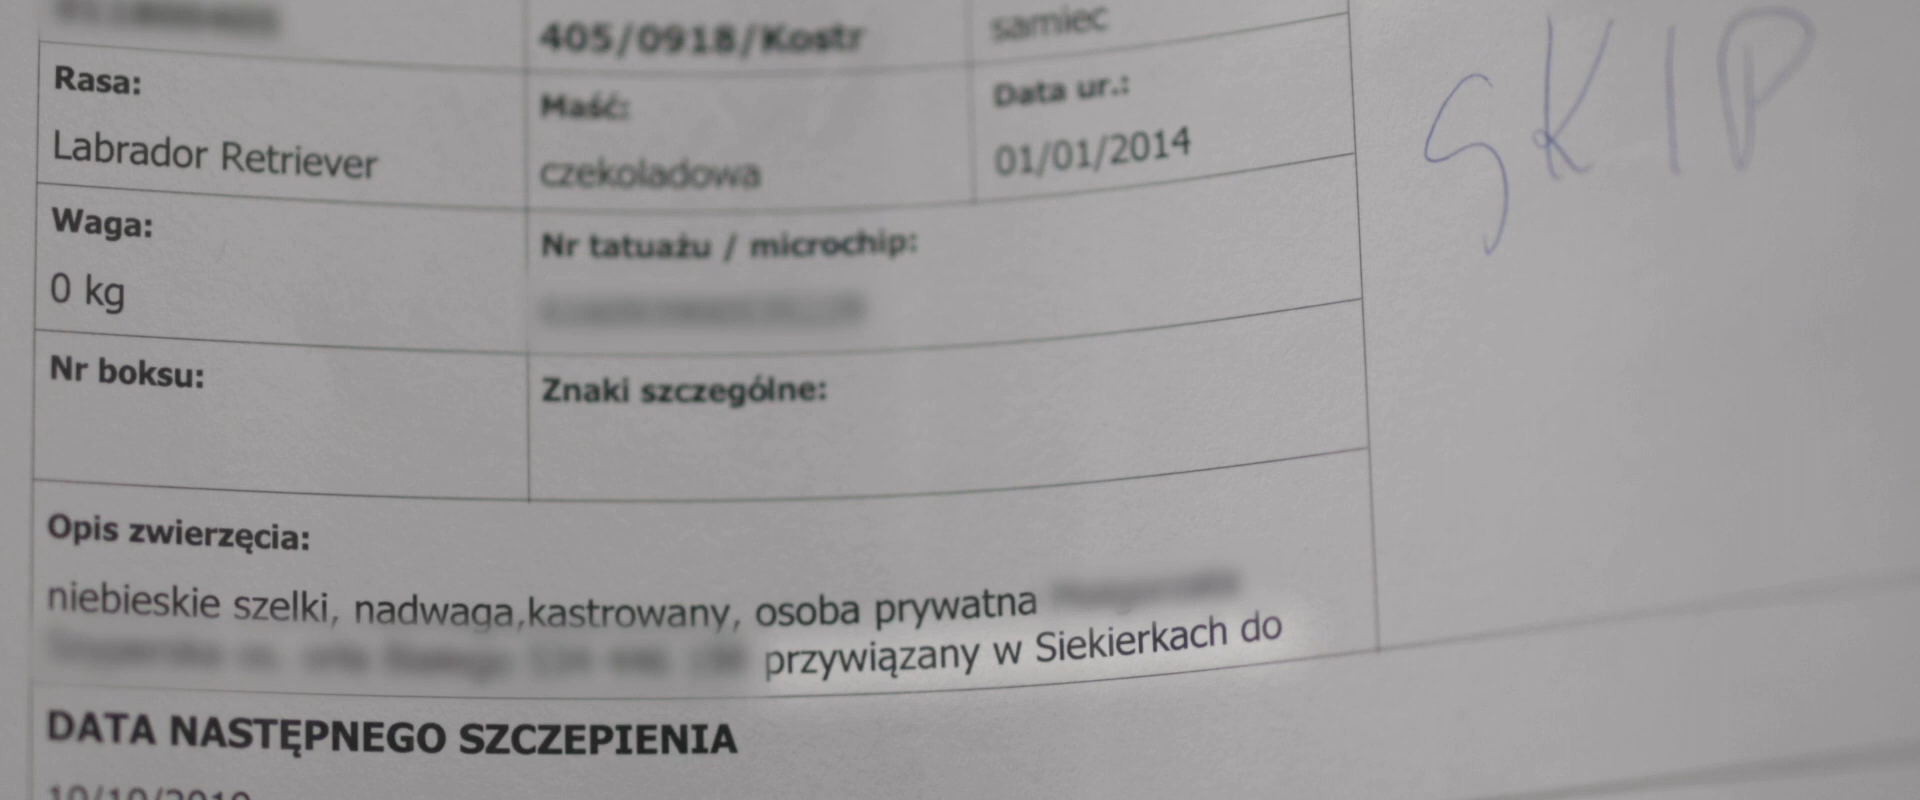 405/0918/Kostr
samiec
Rasa:
Labrador Retriever
Maść:
czekoladowa
Data ur.:
01/01/2014
SKIP
Waga:
0 kg
Nr tatuażu / microchip:
Nr boksu:
Znaki szczególne:
Opis zwierzęcia:
niebieskie szelki, nadwaga,kastrowany, osoba prywatna
przywiązany w Siekierkach do
DATA NASTĘPNEGO SZCZEPIENIA